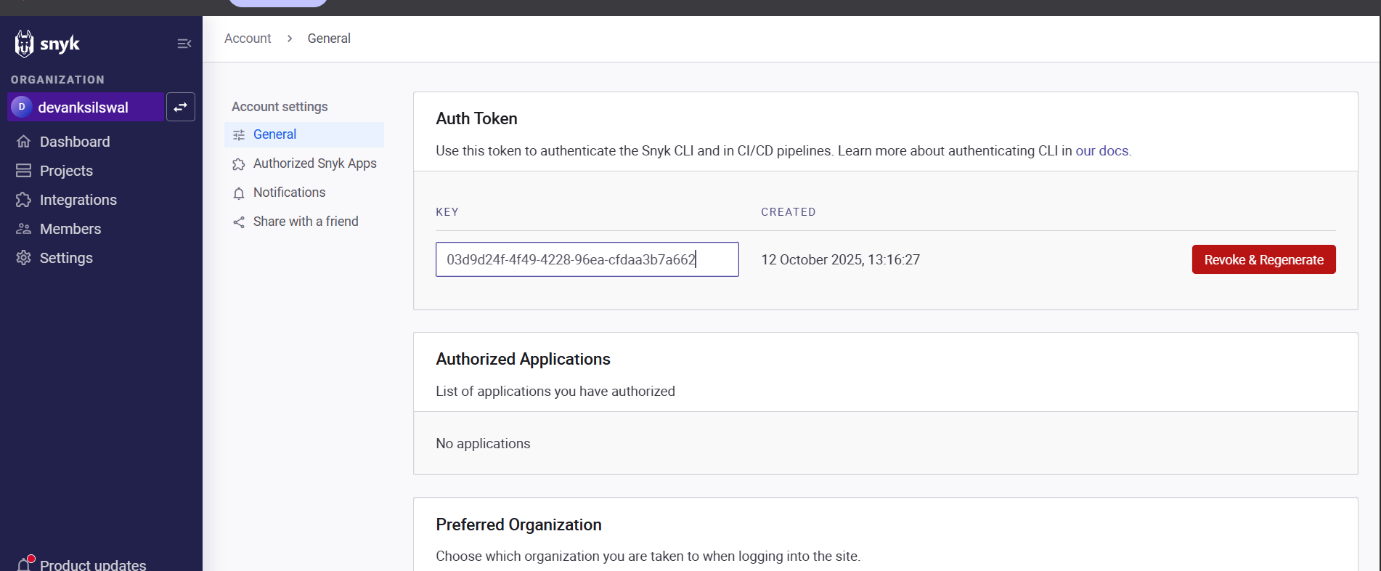 snyk
Account > General
ORGANIZATION
D devanksilswal
Dashboard
Projects
Integrations
Members
Settings
Product updates
Account settings
General
Authorized Snyk Apps
Notifications
Share with a friend
Auth Token
Use this token to authenticate the Snyk CLI and in CI/CD pipelines. Learn more about authenticating CLI in our docs.
KEY CREATED
03d9d24f-4f49-4228-96ea-cfdaa3b7a662 12 October 2025, 13:16:27 Revoke & Regenerate
Authorized Applications
List of applications you have authorized
No applications
Preferred Organization
Choose which organization you are taken to when logging into the site.